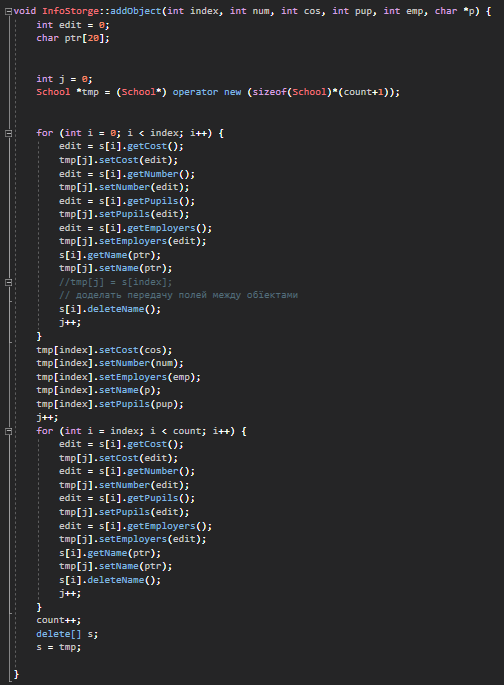 void InfoStorge::addObject(int index, int num, int cos, int pup, int emp, char *p) {
int edit = 0;
char ptr[20];
int j = 0;
School *tmp = (School*) operator new (sizeof(School)*(count+1));
for (int i = 0; i < index; i++) {
edit = s[i].getCost();
tmp[j].setCost(edit);
edit = s[i].getNumber();
tmp[j].setNumber(edit);
edit = s[i].getPupils();
tmp[j].setPupils(edit);
edit = s[i].getEmployers();
tmp[j].setEmployers(edit);
s[i].getName(ptr);
tmp[j].setName(ptr);
//tmp[j] = s[index];
// доделать передачу полей между обїектами
s[i].deleteName();
j++;
}
tmp[index].setCost(cos);
tmp[index].setNumber(num);
tmp[index].setEmployers(emp);
tmp[index].setName(p);
tmp[index].setPupils(pup);
j++;
for (int i = index; i < count; i++) {
edit = s[i].getCost();
tmp[j].setCost(edit);
edit = s[i].getNumber();
tmp[j].setNumber(edit);
edit = s[i].getPupils();
tmp[j].setPupils(edit);
edit = s[i].getEmployers();
tmp[j].setEmployers(edit);
s[i].getName(ptr);
tmp[j].setName(ptr);
s[i].deleteName();
j++;
}
count++;
delete[] s;
s = tmp;
}